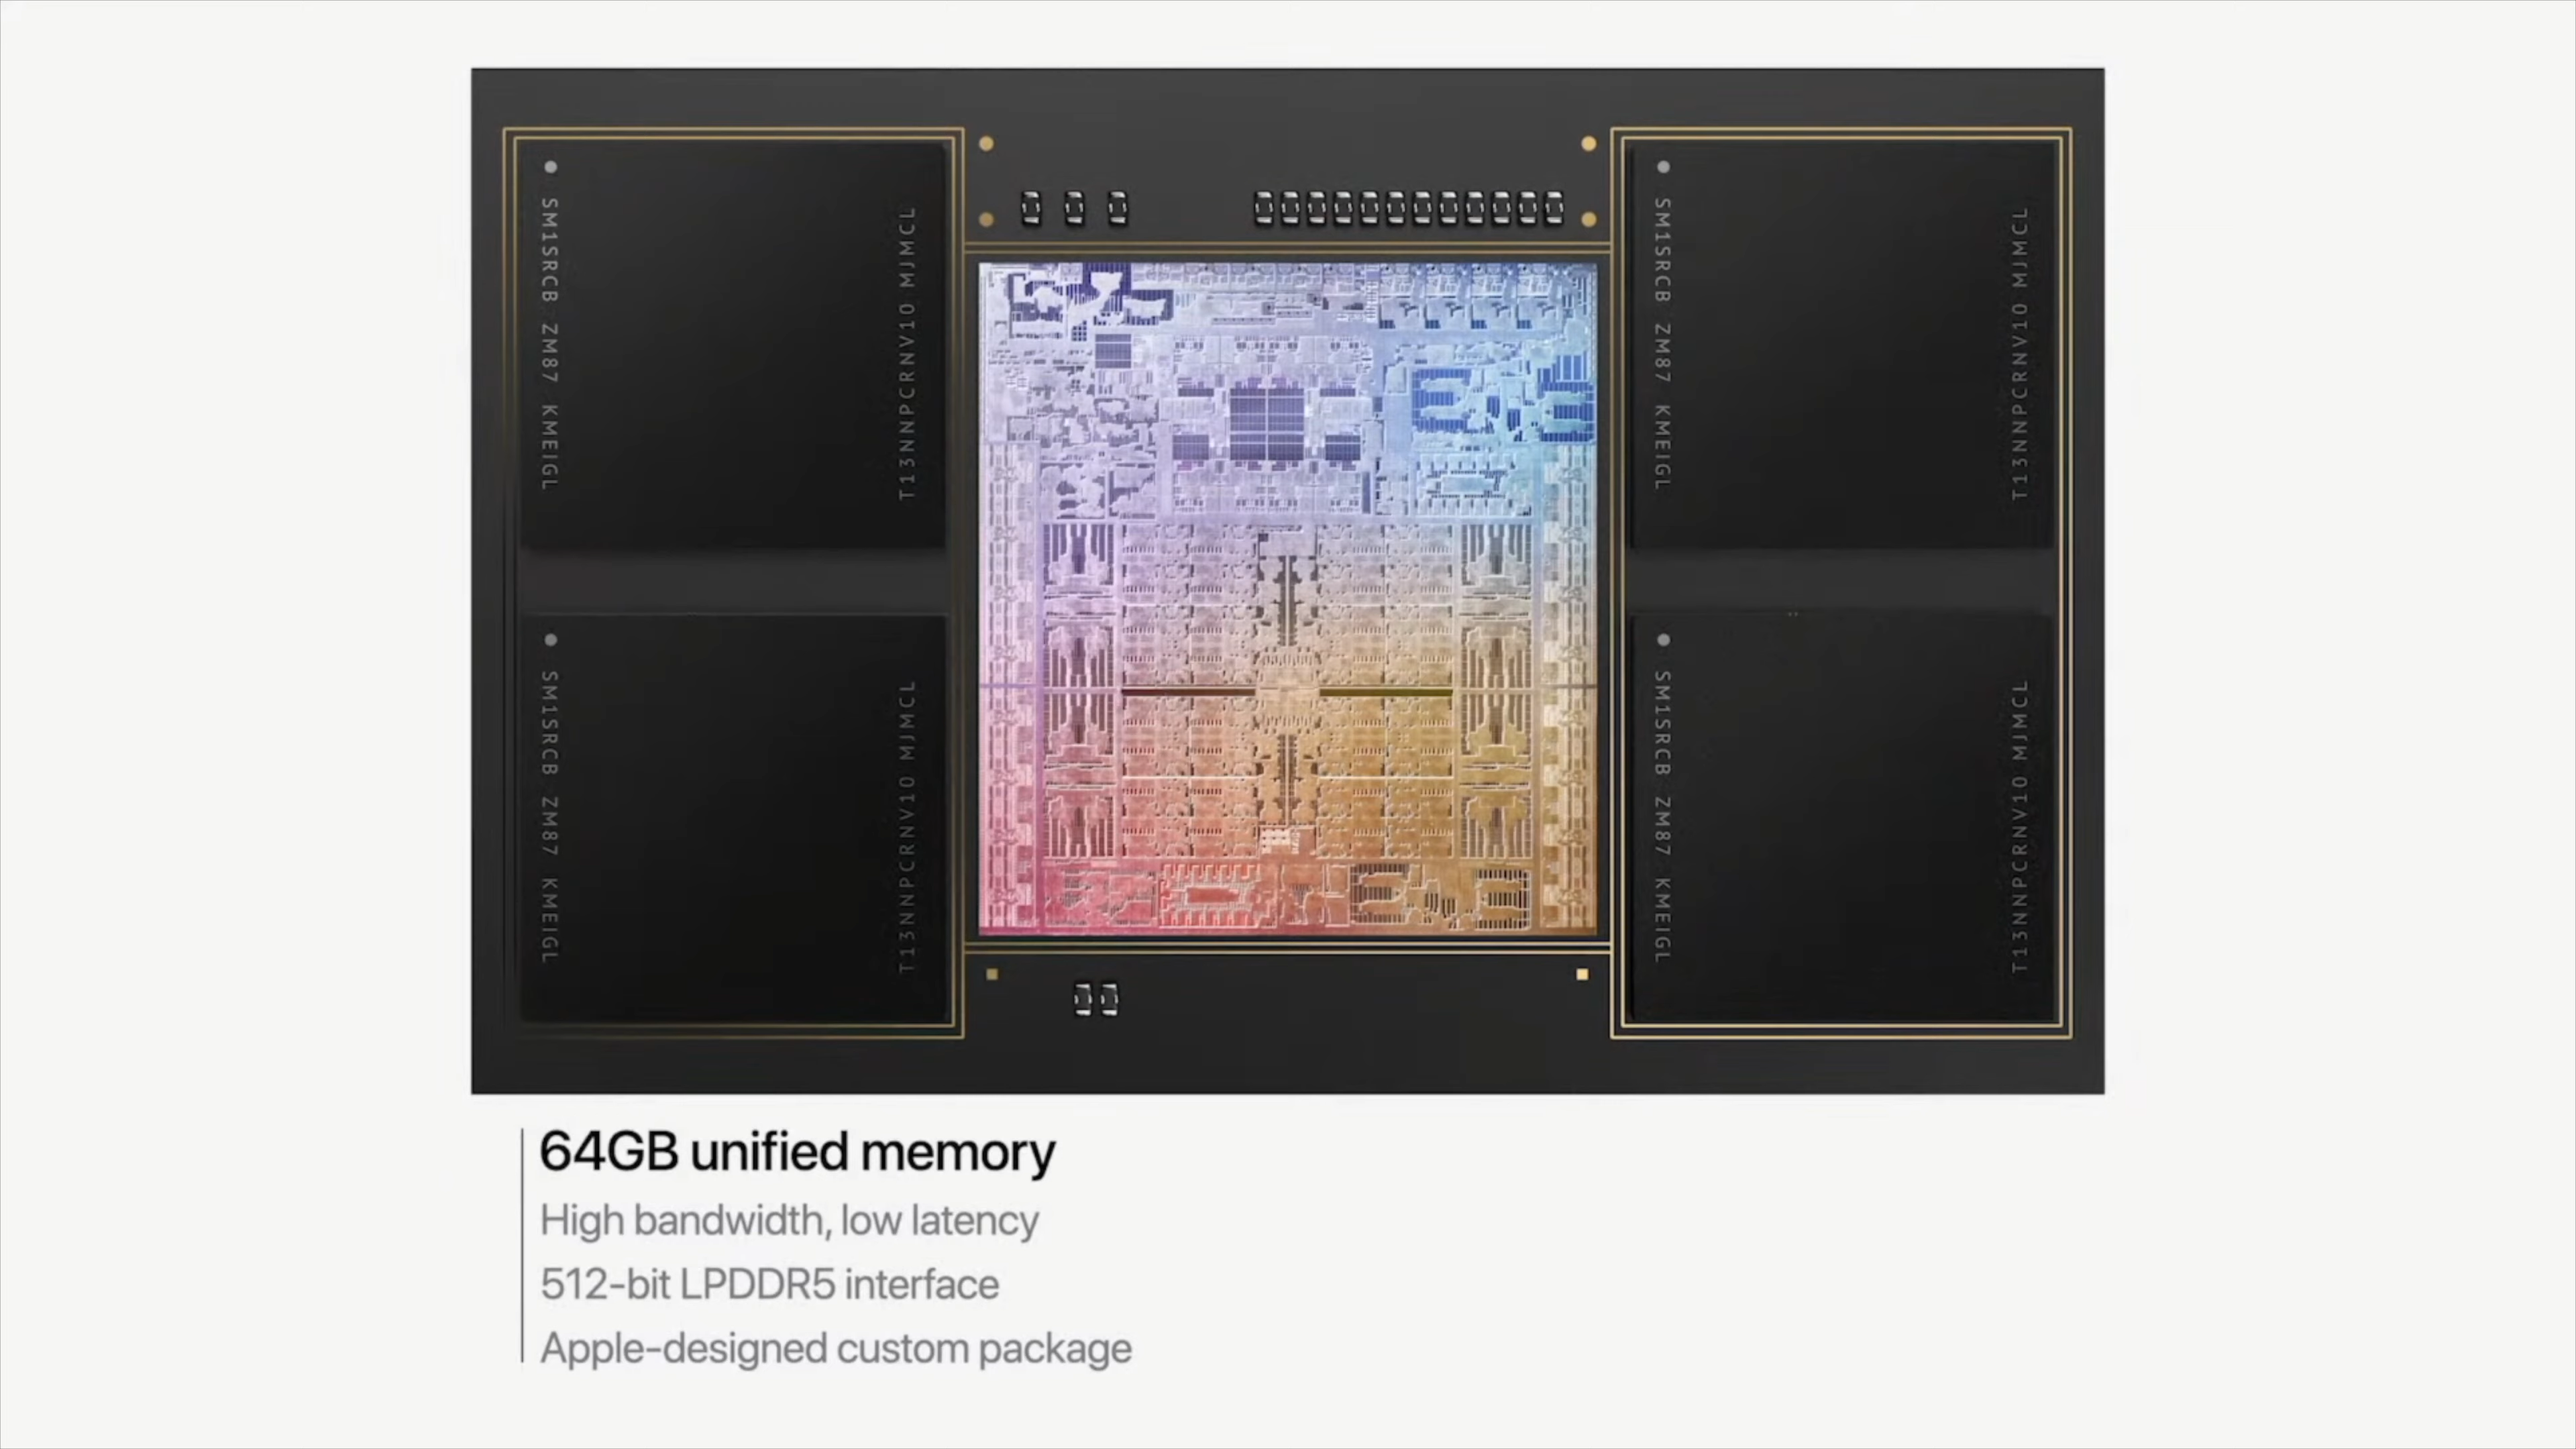 SM1SRCB ZM87 KMEIGL
T13NNPCRNV10 MJMCL
SM1SRCB ZM87 KMEIGL
T13NNPCRNV10 MJMCL
SM1SRCB ZM87 KMEIGL
T13NNPCRNV10 MJMCL
SM1SRCB ZM87 KMEIGL
T13NNPCRNV10 MJMCL
64GB unified memory
High bandwidth, low latency
512-bit LPDDR5 interface
Apple-designed custom package